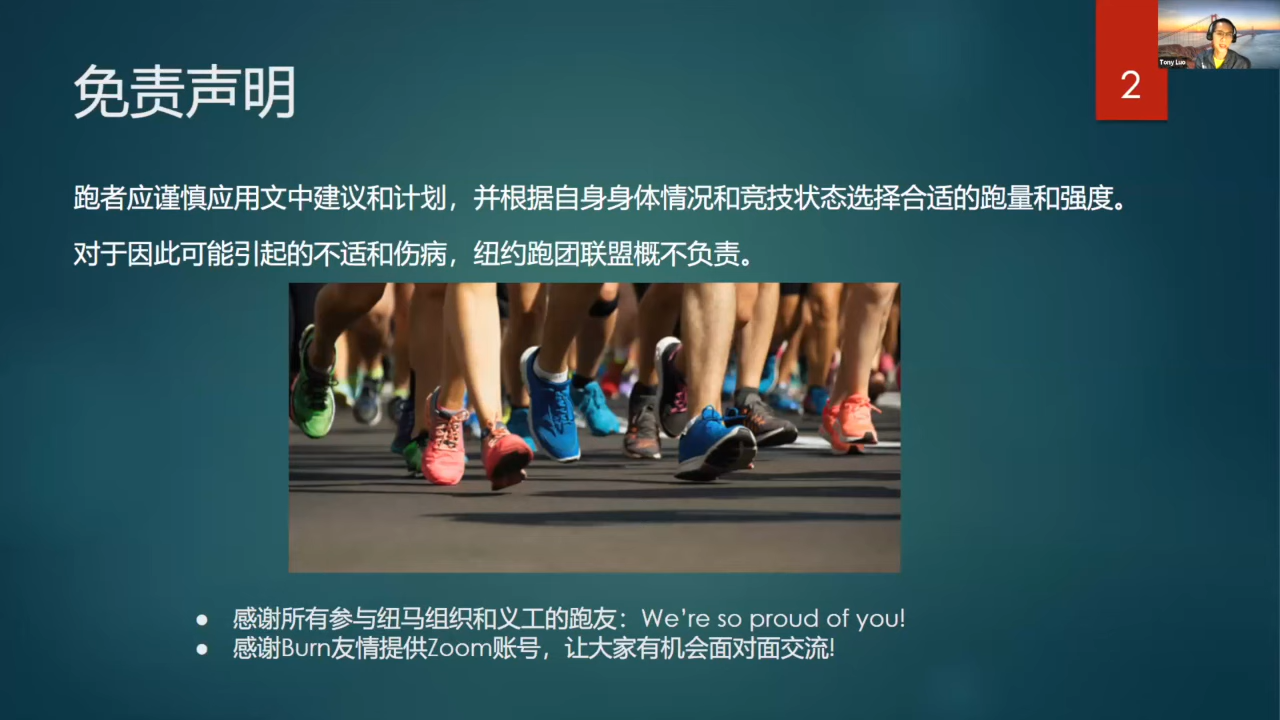 免责声明
2
Tony Luo
跑者应谨慎应用文中建议和计划，并根据自身身体情况和竞技状态选择合适的跑量和强度。
对于因此可能引起的不适和伤病，纽约跑团联盟概不负责。
● 感谢所有参与纽马组织和义工的跑友：We're so proud of you!
● 感谢Burn友情提供Zoom账号，让大家有机会面对面交流!